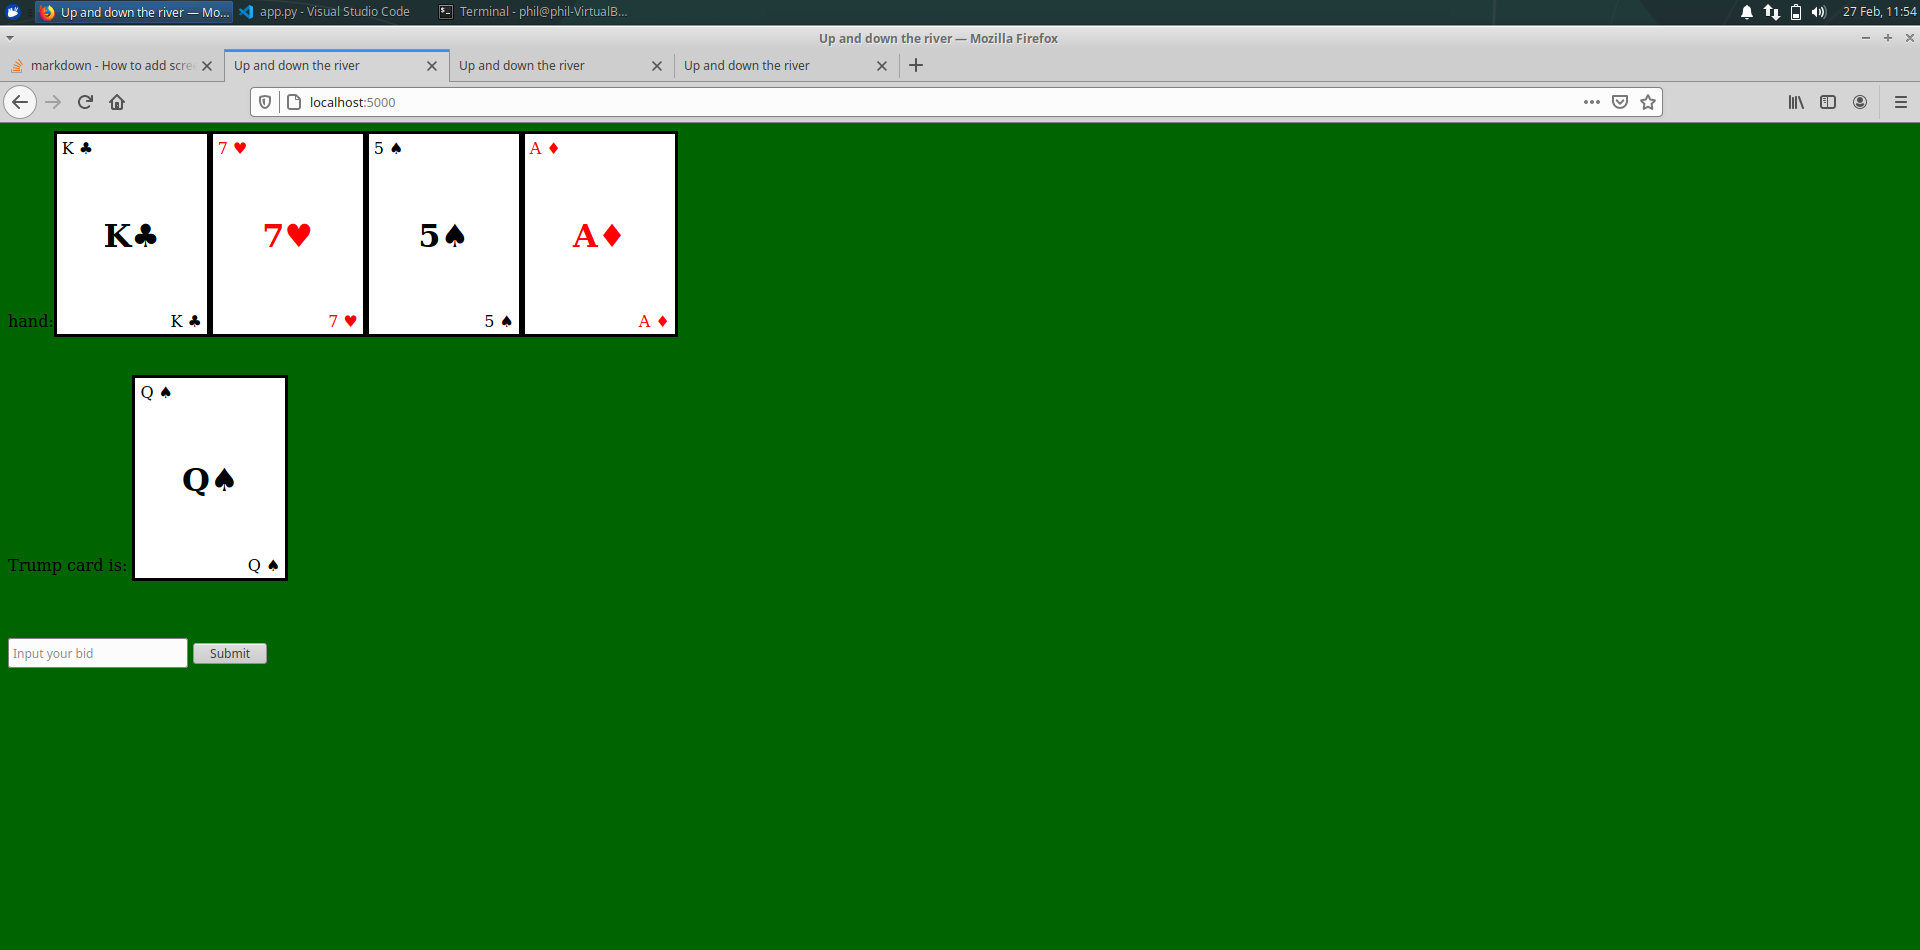 Up and down the river — Mo... app.py - Visual Studio Code Terminal - phil@phil-VirtualB... 27 Feb, 11:54
Up and down the river — Mozilla Firefox
markdown - How to add scre Up and down the river Up and down the river Up and down the river
localhost:5000
K ♣ 7 ♥ 5 ♠ A ♦
K♣ 7♥ 5♠ A♦
hand: K ♣ 7 ♥ 5 ♠ A ♦
Q ♠
Q♠
Trump card is: Q ♠
Input your bid Submit